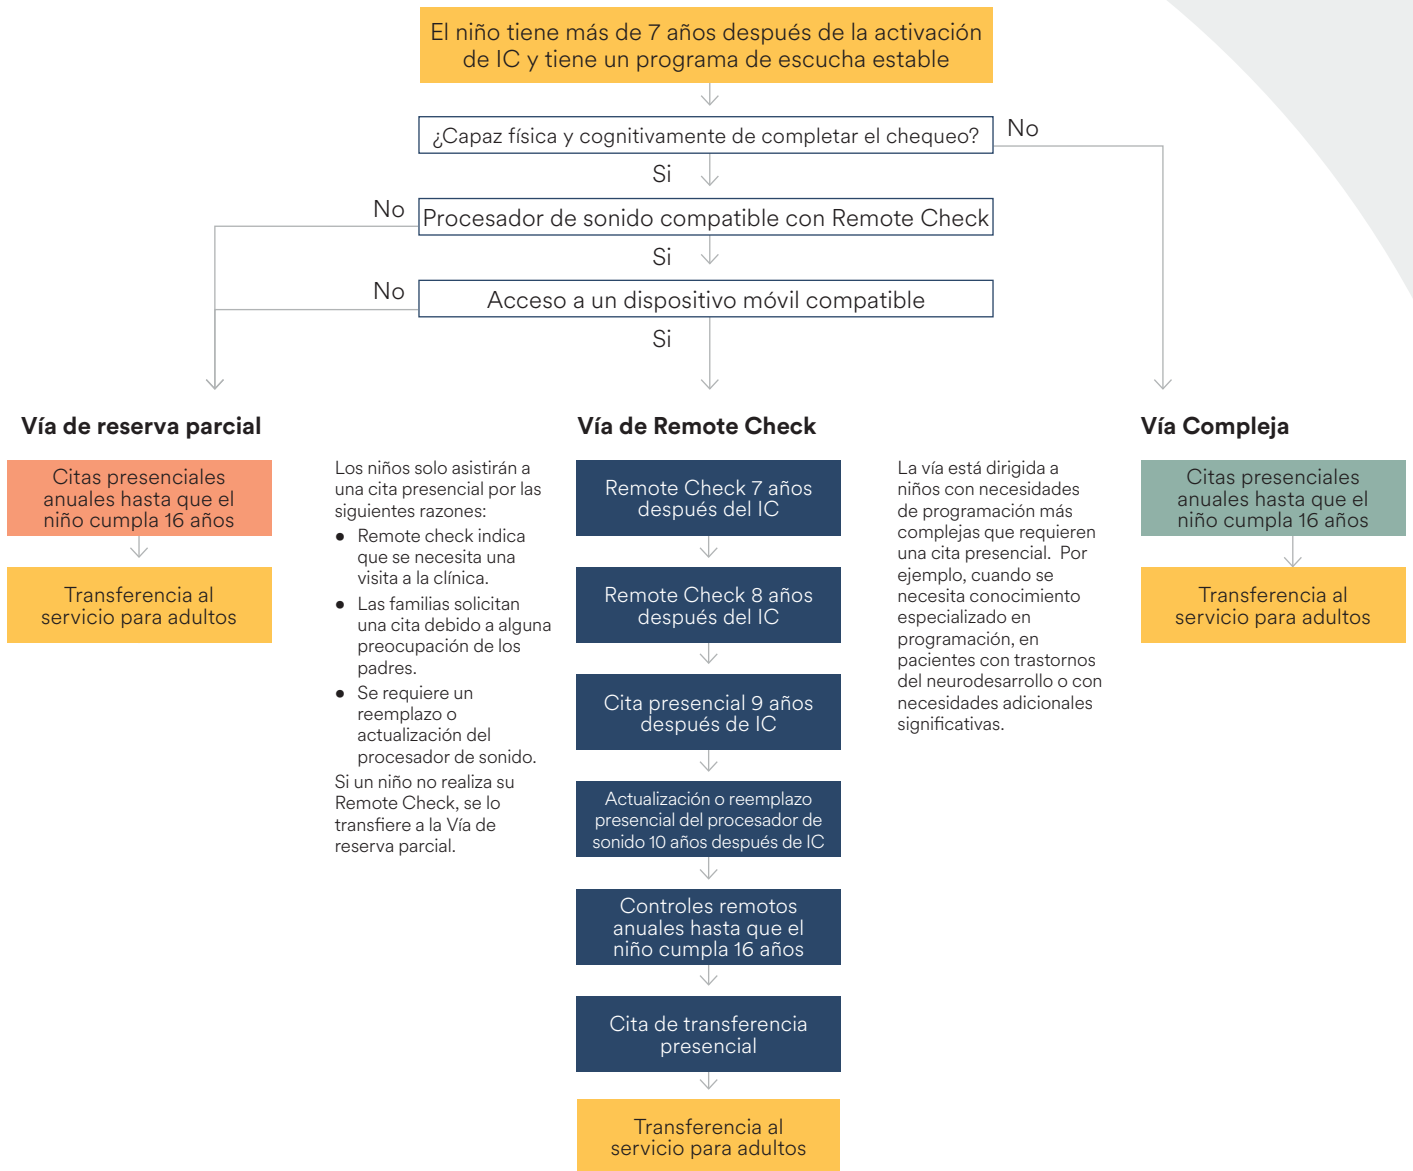 El niño tiene más de 7 años después de la activación
de IC y tiene un programa de escucha estable
¿Capaz física y cognitivamente de completar el chequeo?
No
Si
No
Procesador de sonido compatible con Remote Check
Si
No
Acceso a un dispositivo móvil compatible
Si
Vía de reserva parcial
Citas presenciales
anuales hasta que el
niño cumpla 16 años
Transferencia al
servicio para adultos
Los niños solo asistirán a
una cita presencial por las
siguientes razones:
● Remote check indica
que se necesita una
visita a la clínica.
● Las familias solicitan
una cita debido a alguna
preocupación de los
padres.
● Se requiere un
reemplazo o
actualización del
procesador de sonido.
Si un niño no realiza su
Remote Check, se lo
transfiere a la Vía de
reserva parcial.
Vía de Remote Check
Remote Check 7 años
después del IC
Remote Check 8 años
después del IC
Cita presencial 9 años
después de IC
Actualización o reemplazo
presencial del procesador de
sonido 10 años después de IC
Controles remotos
anuales hasta que el
niño cumpla 16 años
Cita de transferencia
presencial
Transferencia al
servicio para adultos
La vía está dirigida a
niños con necesidades
de programación más
complejas que requieren
una cita presencial. Por
ejemplo, cuando se
necesita conocimiento
especializado en
programación, en
pacientes con trastornos
del neurodesarrollo o con
necesidades adicionales
significativas.
Vía Compleja
Citas presenciales
anuales hasta que el
niño cumpla 16 años
Transferencia al
servicio para adultos